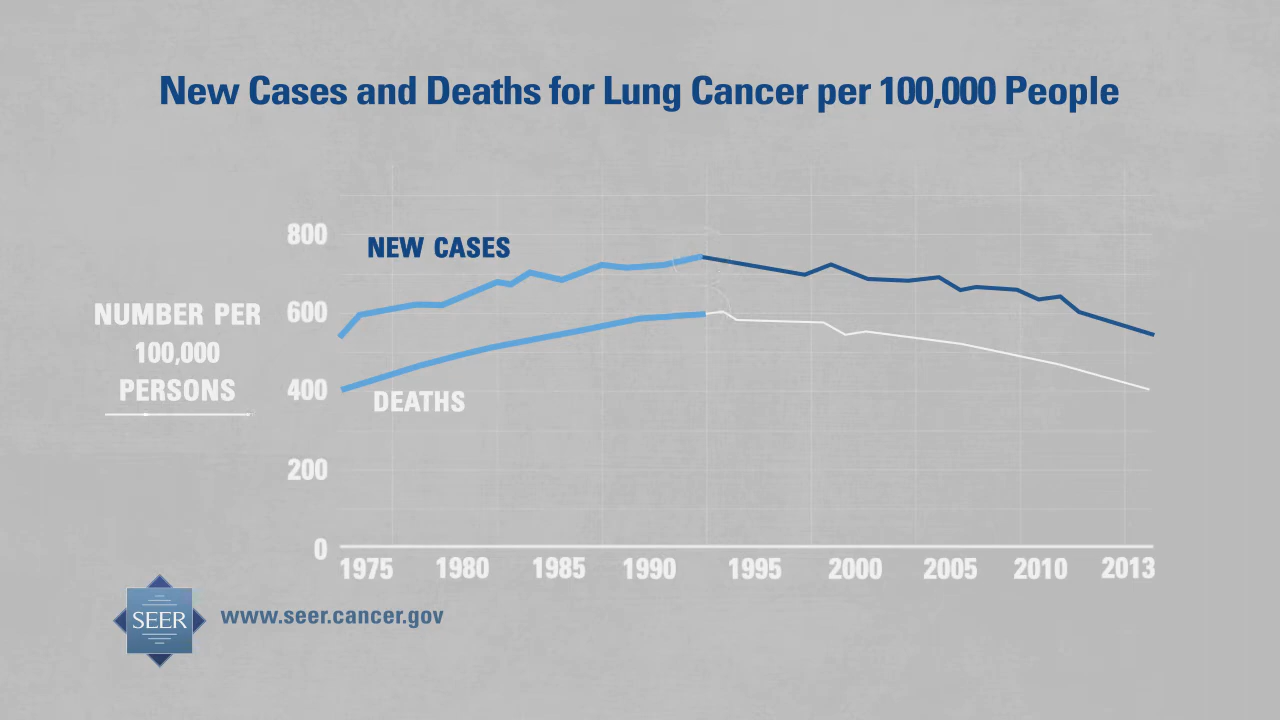 New Cases and Deaths for Lung Cancer per 100,000 People
800
NEW CASES
NUMBER PER
100,000
PERSONS
600
400
DEATHS
200
0
1975 1980 1985 1990 1995 2000 2005 2010 2013
SEER
www.seer.cancer.gov